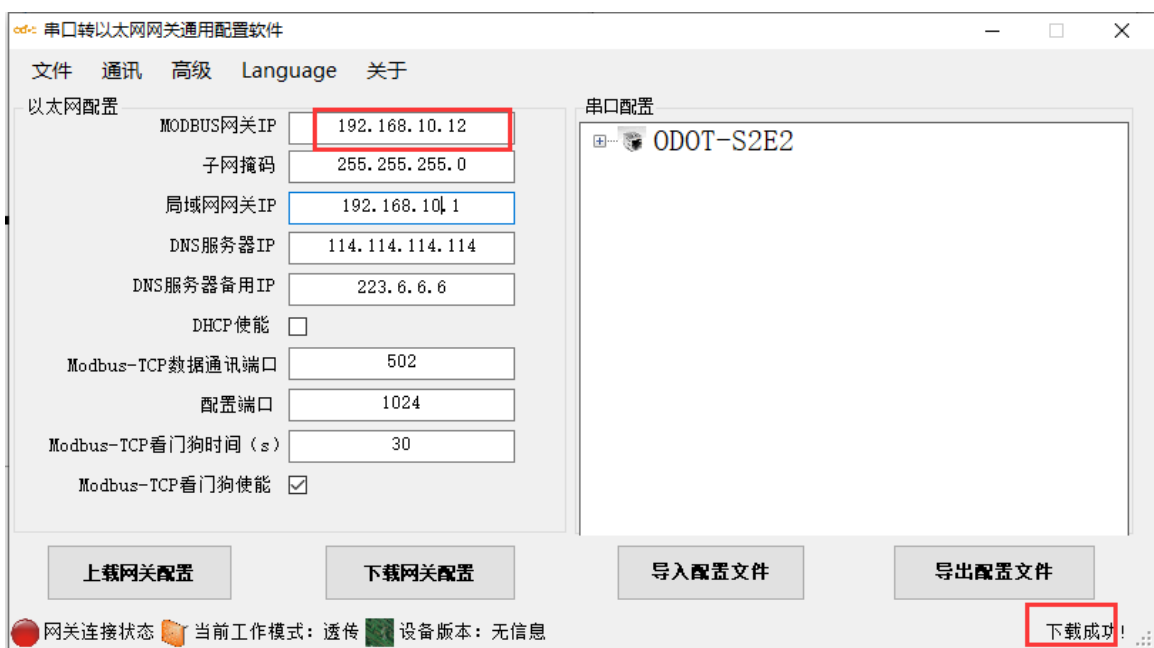 串口转以太网网关通用配置软件
文件 通讯 高级 Language 关于
以太网配置
MODBUS网关IP 192.168.10.12
子网掩码 255.255.255.0
局域网网关IP 192.168.10.1
DNS服务器IP 114.114.114.114
DNS服务器备用IP 223.6.6.6
DHCP使能
Modbus-TCP数据通讯端口 502
配置端口 1024
Modbus-TCP看门狗时间(s) 30
Modbus-TCP看门狗使能
串口配置
ODOT-S2E2
上载网关配置 下载网关配置 导入配置文件 导出配置文件
网关连接状态 当前工作模式：透传 设备版本：无信息 下载成功!